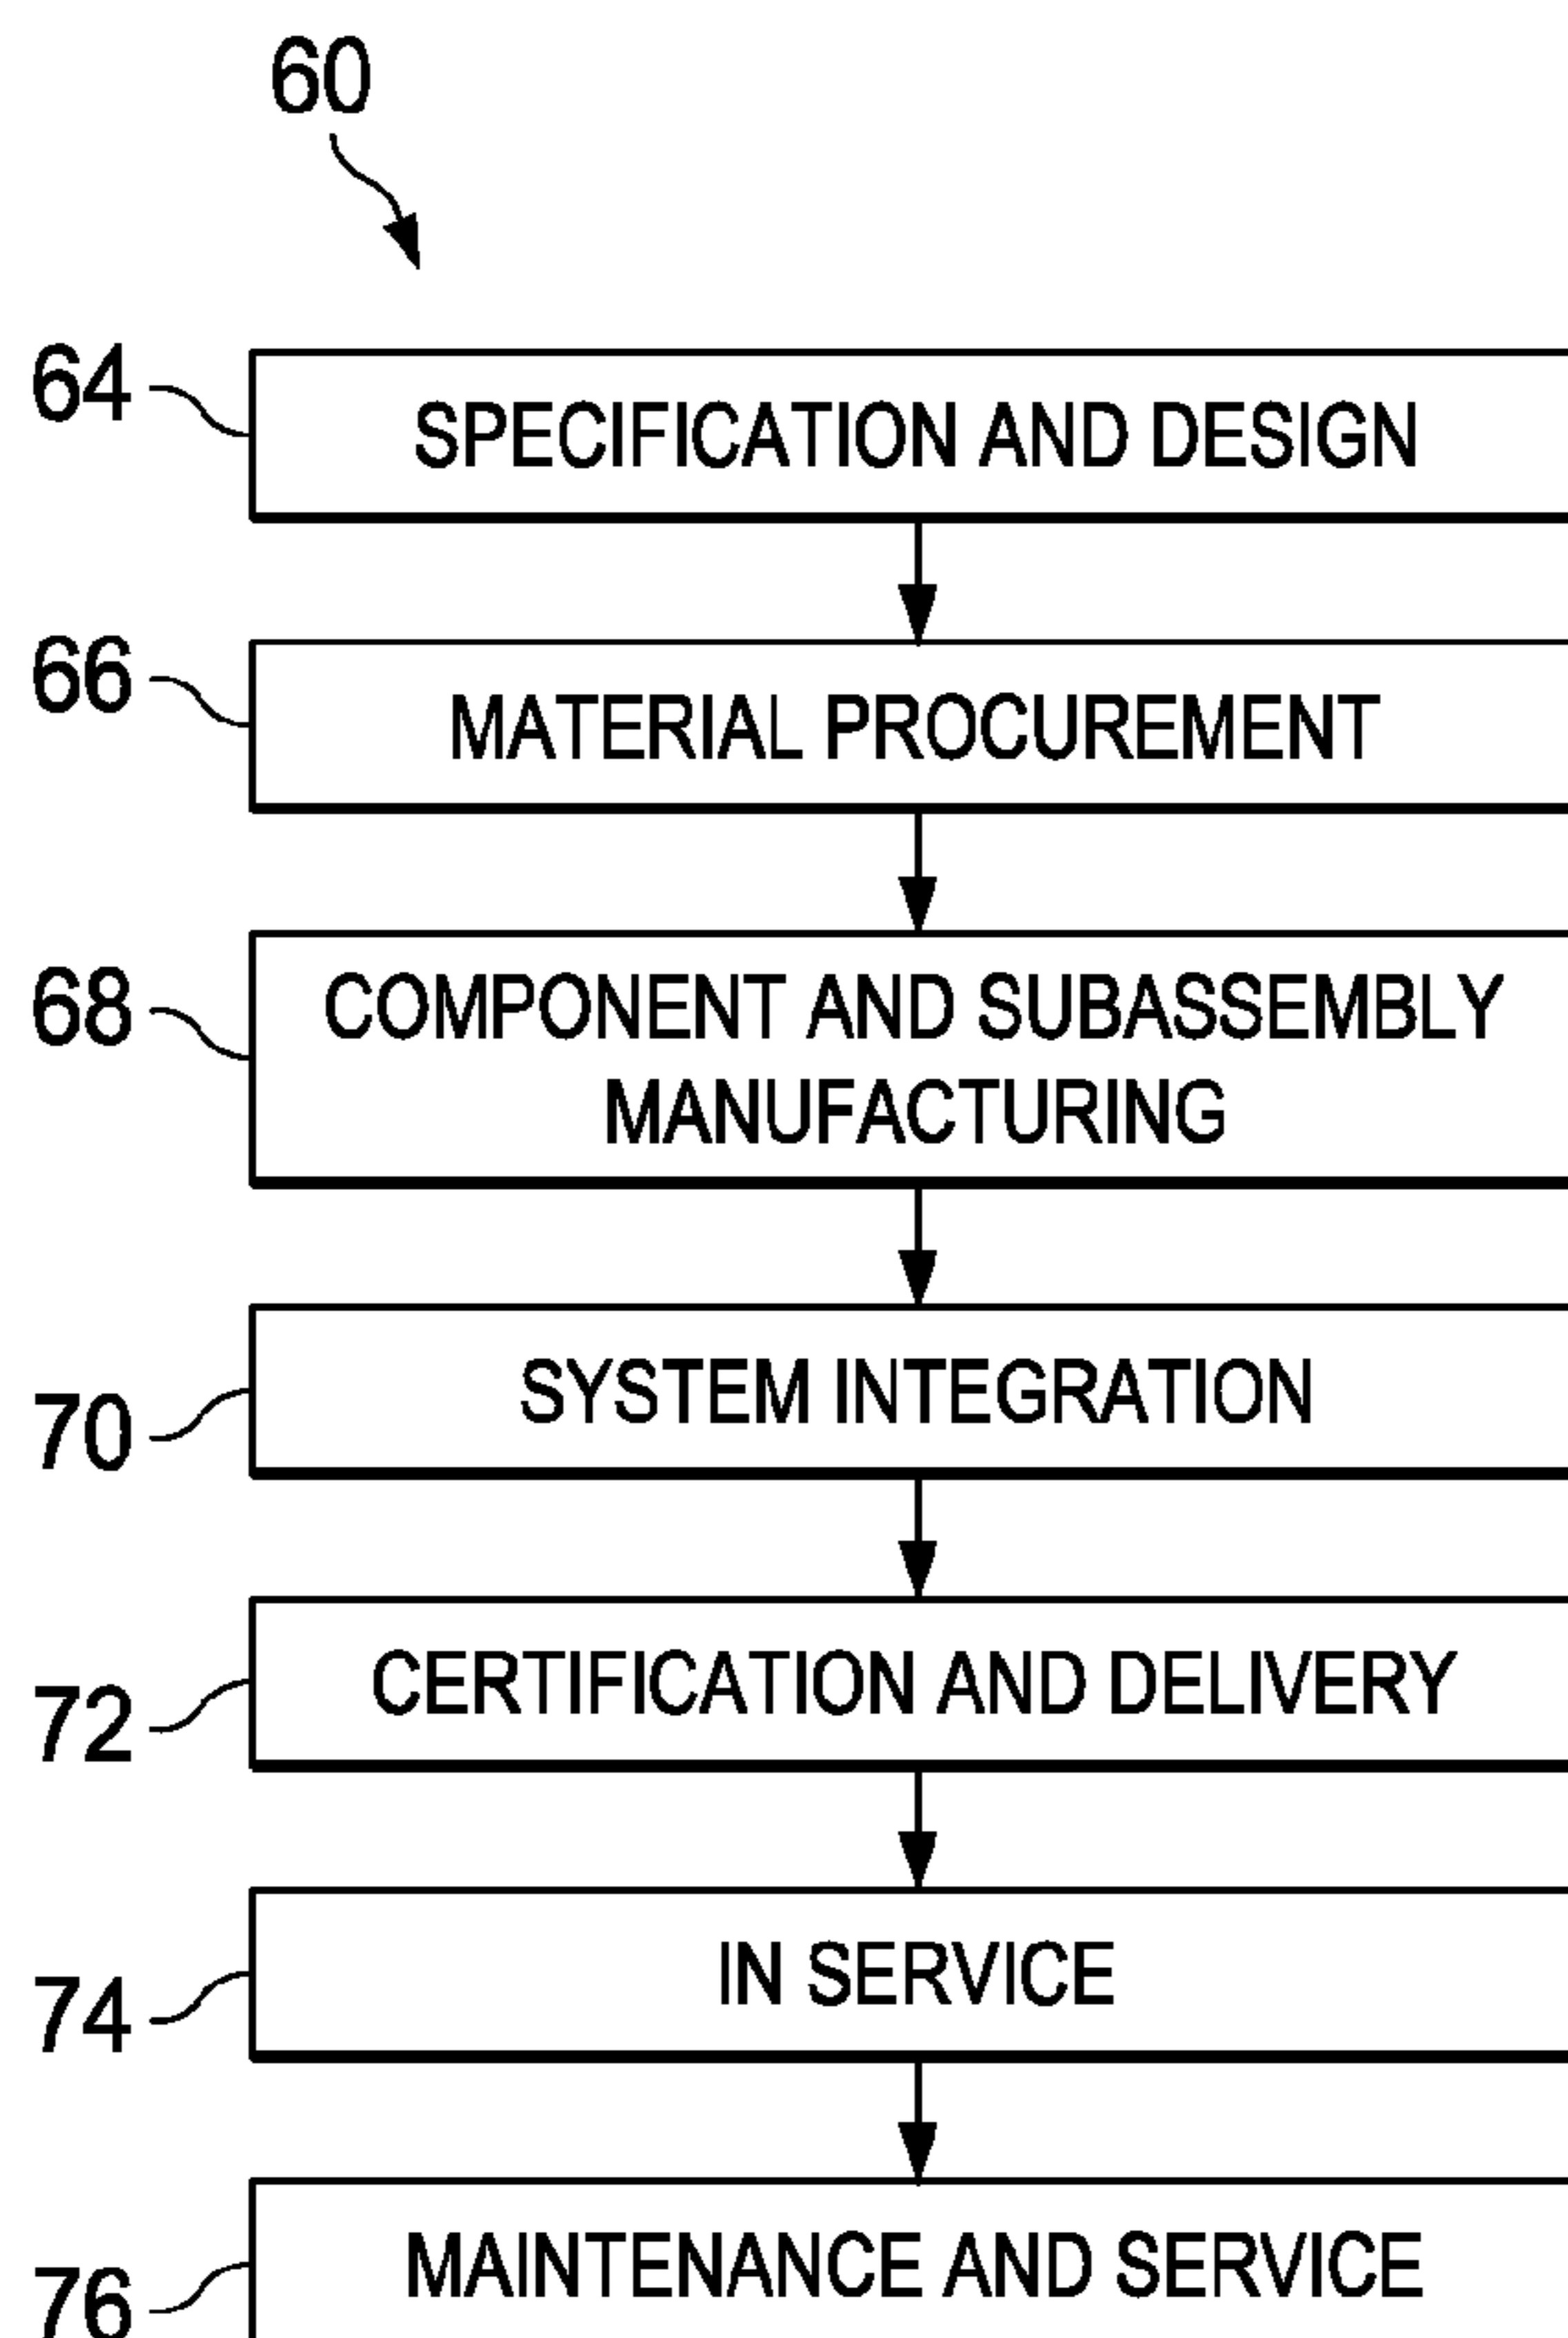 60
64
SPECIFICATION AND DESIGN
66
MATERIAL PROCUREMENT
68
COMPONENT AND SUBASSEMBLY
MANUFACTURING
70
SYSTEM INTEGRATION
72
CERTIFICATION AND DELIVERY
74
IN SERVICE
76
MAINTENANCE AND SERVICE